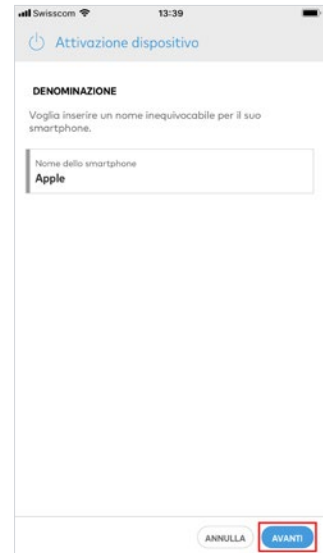 Swisscom 13:39
Attivazione dispositivo
DENOMINAZIONE
Voglia inserire un nome inequivocabile per il suo
smartphone.
Nome dello smartphone
Apple
ANNULLA AVANTI